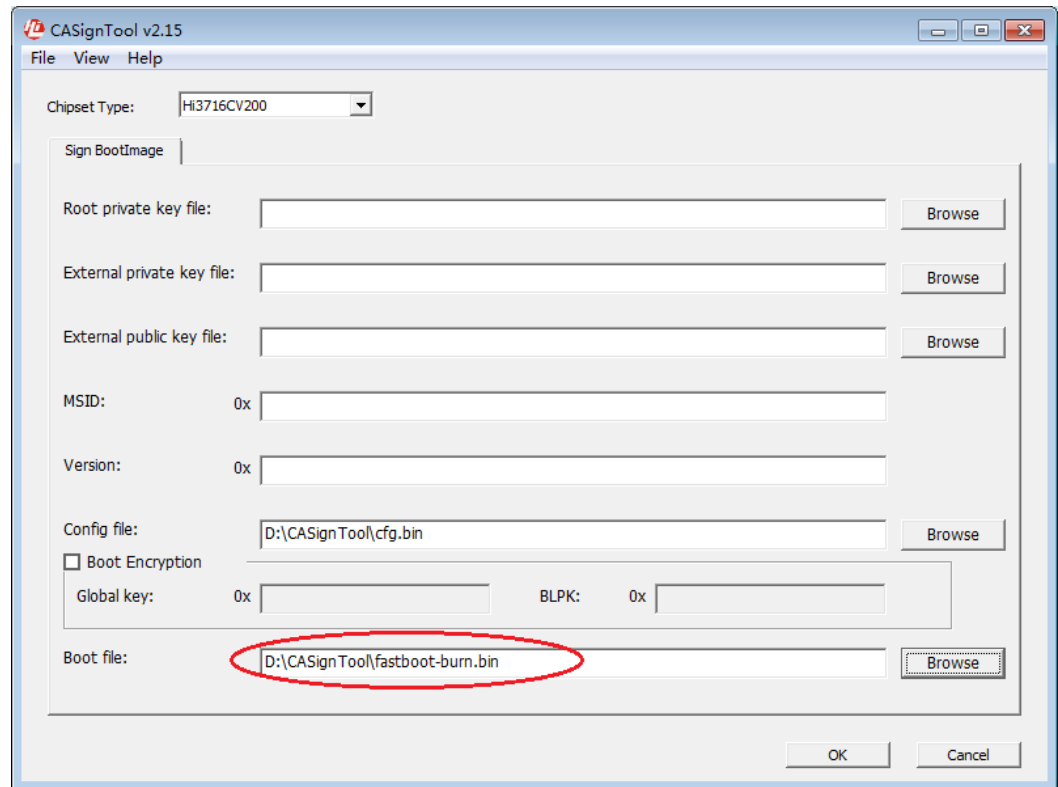 CASignTool v2.15
File View Help
Chipset Type: Hi3716CV200
Sign BootImage
Root private key file: Browse
External private key file: Browse
External public key file: Browse
MSID: 0x
Version: 0x
Config file: D:\CASignTool\cfg.bin Browse
Boot Encryption
Global key: 0x BLPK: 0x
Boot file: D:\CASignTool\fastboot-burn.bin Browse
OK Cancel